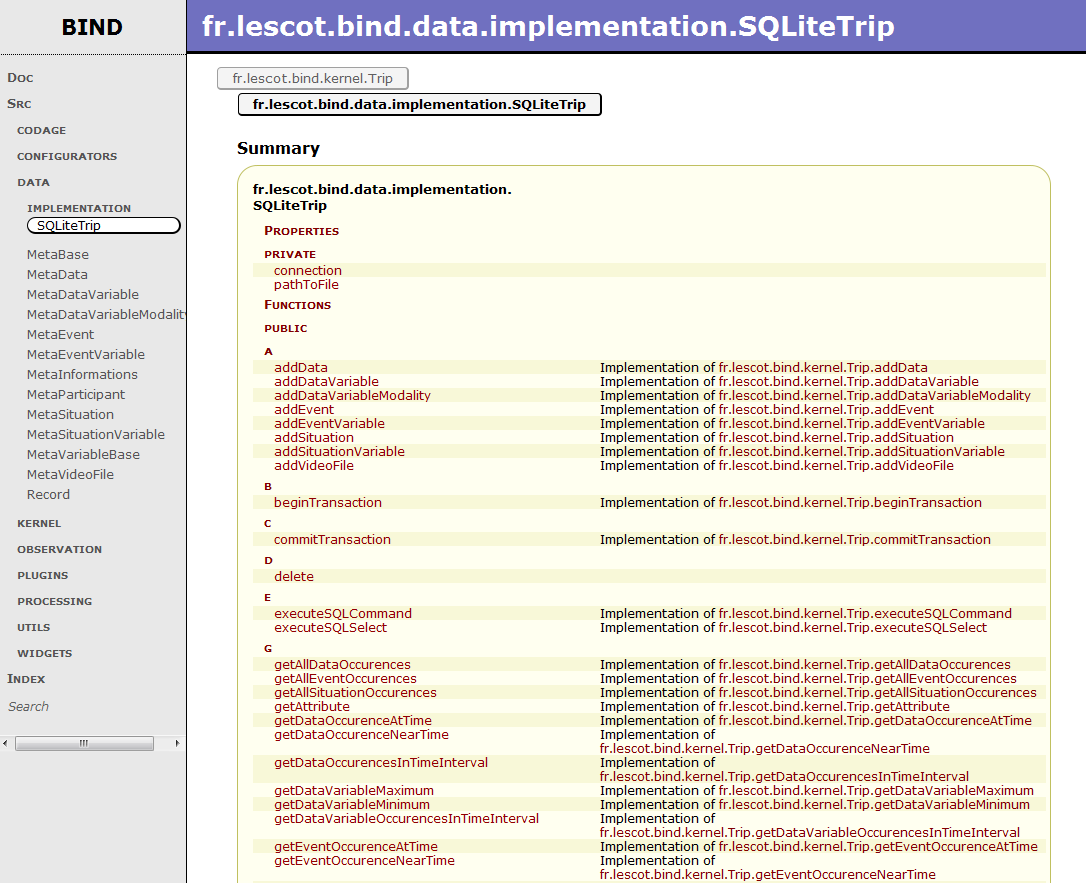 BIND
Doc
Src
CODAGE
CONFIGURATORS
DATA
IMPLEMENTATION
SQLiteTrip
MetaBase
MetaData
MetaDataVariable
MetaDataVariableModality
MetaEvent
MetaEventVariable
MetaInformations
MetaParticipant
MetaSituation
MetaSituationVariable
MetaVariableBase
MetaVideoFile
Record
KERNEL
OBSERVATION
PLUGINS
PROCESSING
UTILS
WIDGETS
Index
Search
fr.lescot.bind.data.implementation.SQLiteTrip
fr.lescot.bind.kernel.Trip
fr.lescot.bind.data.implementation.SQLiteTrip
Summary
fr.lescot.bind.data.implementation.
SQLiteTrip
Properties
PRIVATE
connection
pathToFile
Functions
PUBLIC
A
addData Implementation of fr.lescot.bind.kernel.Trip.addData
addDataVariable Implementation of fr.lescot.bind.kernel.Trip.addDataVariable
addDataVariableModality Implementation of fr.lescot.bind.kernel.Trip.addDataVariableModality
addEvent Implementation of fr.lescot.bind.kernel.Trip.addEvent
addEventVariable Implementation of fr.lescot.bind.kernel.Trip.addEventVariable
addSituation Implementation of fr.lescot.bind.kernel.Trip.addSituation
addSituationVariable Implementation of fr.lescot.bind.kernel.Trip.addSituationVariable
addVideoFile Implementation of fr.lescot.bind.kernel.Trip.addVideoFile
B
beginTransaction Implementation of fr.lescot.bind.kernel.Trip.beginTransaction
C
commitTransaction Implementation of fr.lescot.bind.kernel.Trip.commitTransaction
D
delete
E
executeSQLCommand Implementation of fr.lescot.bind.kernel.Trip.executeSQLCommand
executeSQLSelect Implementation of fr.lescot.bind.kernel.Trip.executeSQLSelect
G
getAllDataOccurences Implementation of fr.lescot.bind.kernel.Trip.getAllDataOccurences
getAllEventOccurences Implementation of fr.lescot.bind.kernel.Trip.getAllEventOccurences
getAllSituationOccurences Implementation of fr.lescot.bind.kernel.Trip.getAllSituationOccurences
getAttribute Implementation of fr.lescot.bind.kernel.Trip.getAttribute
getDataOccurenceAtTime Implementation of fr.lescot.bind.kernel.Trip.getDataOccurenceAtTime
getDataOccurenceNearTime Implementation of
fr.lescot.bind.kernel.Trip.getDataOccurenceNearTime
getDataOccurencesInTimeInterval Implementation of
fr.lescot.bind.kernel.Trip.getDataOccurencesInTimeInterval
getDataVariableMaximum Implementation of fr.lescot.bind.kernel.Trip.getDataVariableMaximum
getDataVariableMinimum Implementation of fr.lescot.bind.kernel.Trip.getDataVariableMinimum
getDataVariableOccurencesInTimeInterval Implementation of
fr.lescot.bind.kernel.Trip.getDataVariableOccurencesInTimeInterval
getEventOccurenceAtTime Implementation of fr.lescot.bind.kernel.Trip.getEventOccurenceAtTime
getEventOccurenceNearTime Implementation of
fr.lescot.bind.kernel.Trip.getEventOccurenceNearTime